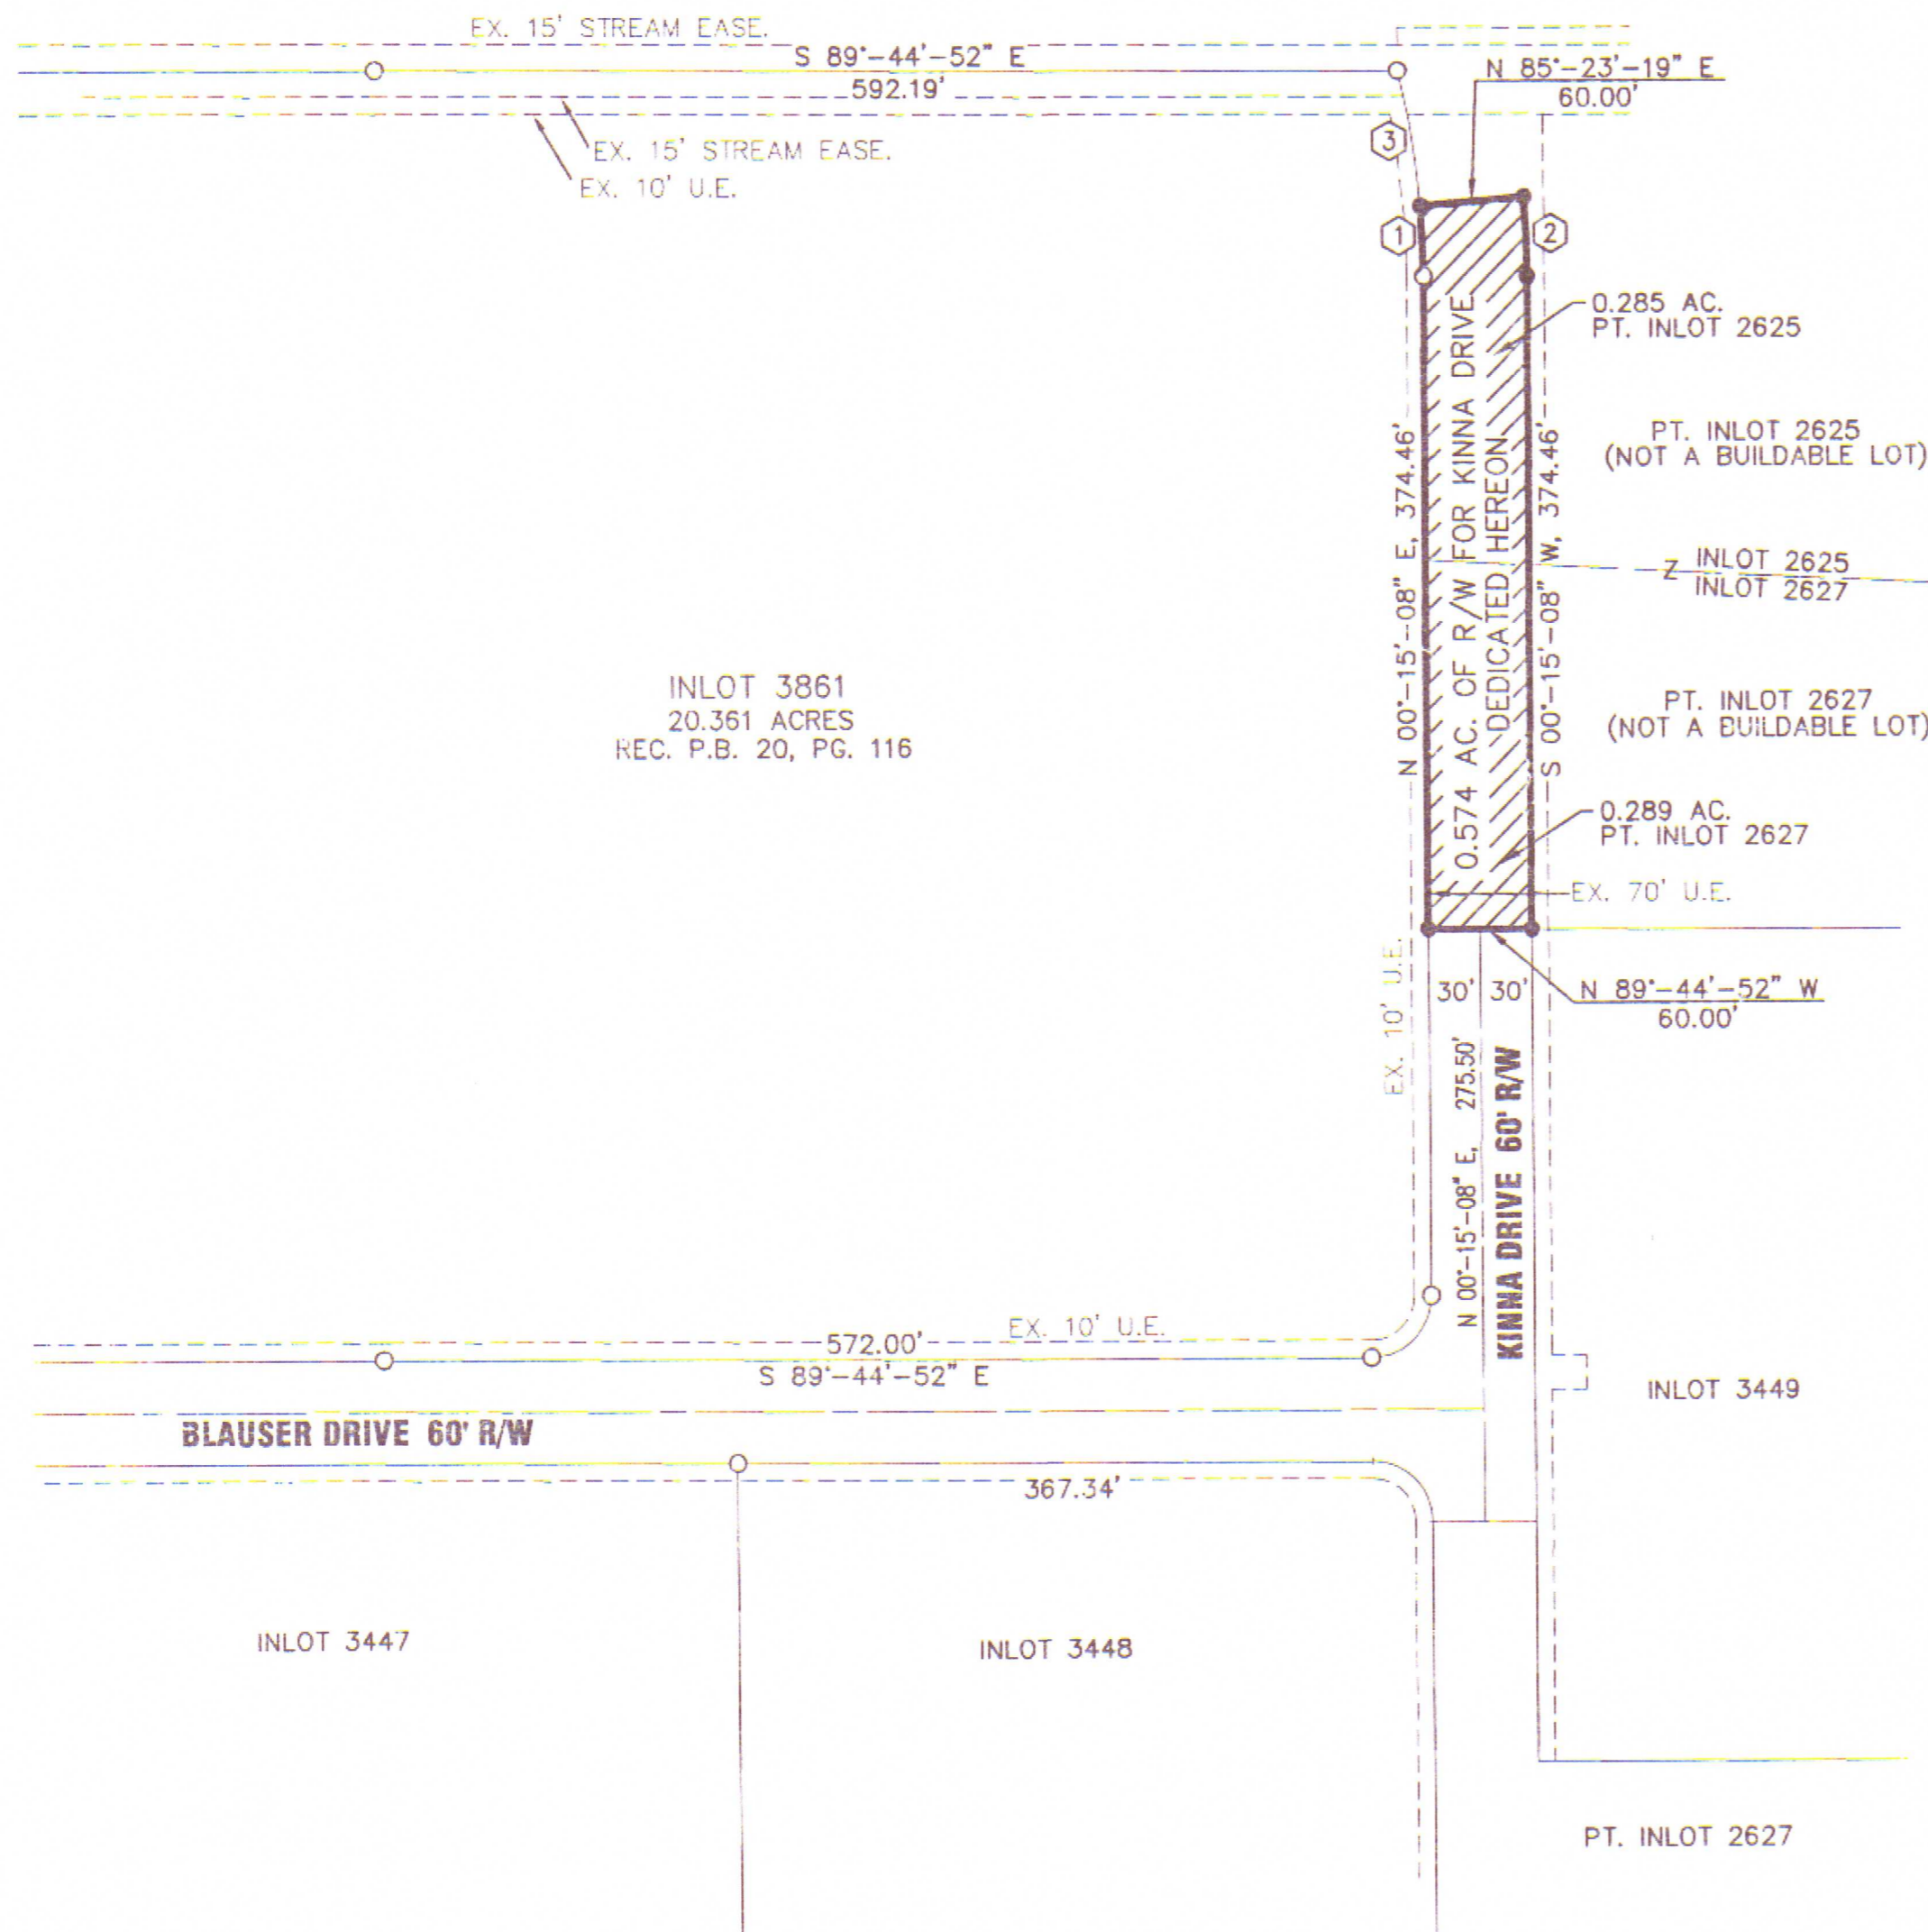 EX. 15' STREAM EASE.
S 89°-44'-52" E
592.19'
N 85°-23'-19" E
60.00'
EX. 15' STREAM EASE.
EX. 10' U.E.
3
1
2
0.285 AC.
PT. INLOT 2625
N 00°-15'-08" E, 374.46'
0.574 AC. OF R/W FOR KINNA DRIVE
DEDICATED HEREON
S 00°-15'-08" W, 374.46'
PT. INLOT 2625
(NOT A BUILDABLE LOT)
Z
INLOT 2625
INLOT 2627
INLOT 3861
20.361 ACRES
REC. P.B. 20, PG. 116
PT. INLOT 2627
(NOT A BUILDABLE LOT)
0.289 AC.
PT. INLOT 2627
EX. 70' U.E.
EX. 10' U.E.
30' 30'
N 89°-44'-52" W
60.00'
N 00°-15'-08" E, 275.50'
KINNA DRIVE 60' R/W
EX. 10' U.E.
572.00'
S 89°-44'-52" E
INLOT 3449
BLAUSER DRIVE 60' R/W
367.34'
INLOT 3447
INLOT 3448
PT. INLOT 2627